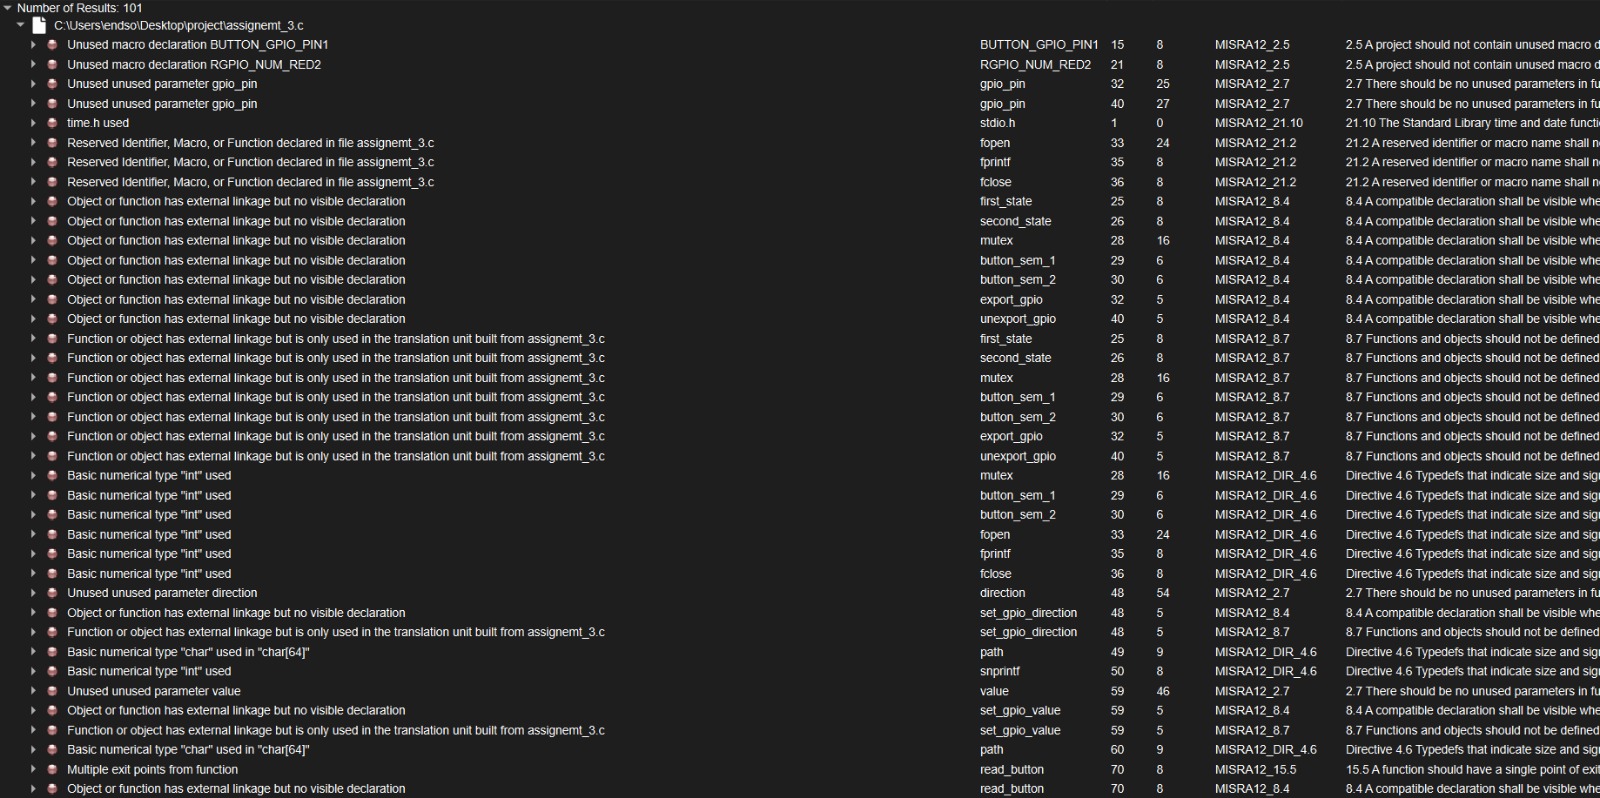 Number of Results: 101
C:\Users\endso\Desktop\project\assignemt_3.c
Unused macro declaration BUTTON_GPIO_PIN1 BUTTON_GPIO_PIN1 15 8 MISRA12_2.5 2.5 A project should not contain unused macro d
Unused macro declaration RGPIO_NUM_RED2 RGPIO_NUM_RED2 21 8 MISRA12_2.5 2.5 A project should not contain unused macro d
Unused unused parameter gpio_pin gpio_pin 32 25 MISRA12_2.7 2.7 There should be no unused parameters in fu
Unused unused parameter gpio_pin gpio_pin 40 27 MISRA12_2.7 2.7 There should be no unused parameters in fu
time.h used stdio.h 1 0 MISRA12_21.10 21.10 The Standard Library time and date functi
Reserved Identifier, Macro, or Function declared in file assignemt_3.c fopen 33 24 MISRA12_21.2 21.2 A reserved identifier or macro name shall n
Reserved Identifier, Macro, or Function declared in file assignemt_3.c fprintf 35 8 MISRA12_21.2 21.2 A reserved identifier or macro name shall n
Reserved Identifier, Macro, or Function declared in file assignemt_3.c fclose 36 8 MISRA12_21.2 21.2 A reserved identifier or macro name shall n
Object or function has external linkage but no visible declaration first_state 25 8 MISRA12_8.4 8.4 A compatible declaration shall be visible whe
Object or function has external linkage but no visible declaration second_state 26 8 MISRA12_8.4 8.4 A compatible declaration shall be visible whe
Object or function has external linkage but no visible declaration mutex 28 16 MISRA12_8.4 8.4 A compatible declaration shall be visible whe
Object or function has external linkage but no visible declaration button_sem_1 29 6 MISRA12_8.4 8.4 A compatible declaration shall be visible whe
Object or function has external linkage but no visible declaration button_sem_2 30 6 MISRA12_8.4 8.4 A compatible declaration shall be visible whe
Object or function has external linkage but no visible declaration export_gpio 32 5 MISRA12_8.4 8.4 A compatible declaration shall be visible whe
Object or function has external linkage but no visible declaration unexport_gpio 40 5 MISRA12_8.4 8.4 A compatible declaration shall be visible whe
Function or object has external linkage but is only used in the translation unit built from assignemt_3.c first_state 25 8 MISRA12_8.7 8.7 Functions and objects should not be defined
Function or object has external linkage but is only used in the translation unit built from assignemt_3.c second_state 26 8 MISRA12_8.7 8.7 Functions and objects should not be defined
Function or object has external linkage but is only used in the translation unit built from assignemt_3.c mutex 28 16 MISRA12_8.7 8.7 Functions and objects should not be defined
Function or object has external linkage but is only used in the translation unit built from assignemt_3.c button_sem_1 29 6 MISRA12_8.7 8.7 Functions and objects should not be defined
Function or object has external linkage but is only used in the translation unit built from assignemt_3.c button_sem_2 30 6 MISRA12_8.7 8.7 Functions and objects should not be defined
Function or object has external linkage but is only used in the translation unit built from assignemt_3.c export_gpio 32 5 MISRA12_8.7 8.7 Functions and objects should not be defined
Function or object has external linkage but is only used in the translation unit built from assignemt_3.c unexport_gpio 40 5 MISRA12_8.7 8.7 Functions and objects should not be defined
Basic numerical type "int" used mutex 28 16 MISRA12_DIR_4.6 Directive 4.6 Typedefs that indicate size and sig
Basic numerical type "int" used button_sem_1 29 6 MISRA12_DIR_4.6 Directive 4.6 Typedefs that indicate size and sig
Basic numerical type "int" used button_sem_2 30 6 MISRA12_DIR_4.6 Directive 4.6 Typedefs that indicate size and sig
Basic numerical type "int" used fopen 33 24 MISRA12_DIR_4.6 Directive 4.6 Typedefs that indicate size and sig
Basic numerical type "int" used fprintf 35 8 MISRA12_DIR_4.6 Directive 4.6 Typedefs that indicate size and sig
Basic numerical type "int" used fclose 36 8 MISRA12_DIR_4.6 Directive 4.6 Typedefs that indicate size and sig
Unused unused parameter direction direction 48 54 MISRA12_2.7 2.7 There should be no unused parameters in fu
Object or function has external linkage but no visible declaration set_gpio_direction 48 5 MISRA12_8.4 8.4 A compatible declaration shall be visible whe
Function or object has external linkage but is only used in the translation unit built from assignemt_3.c set_gpio_direction 48 5 MISRA12_8.7 8.7 Functions and objects should not be defined
Basic numerical type "char" used in "char[64]" path 49 9 MISRA12_DIR_4.6 Directive 4.6 Typedefs that indicate size and sig
Basic numerical type "int" used snprintf 50 8 MISRA12_DIR_4.6 Directive 4.6 Typedefs that indicate size and sig
Unused unused parameter value value 59 46 MISRA12_2.7 2.7 There should be no unused parameters in fu
Object or function has external linkage but no visible declaration set_gpio_value 59 5 MISRA12_8.4 8.4 A compatible declaration shall be visible whe
Function or object has external linkage but is only used in the translation unit built from assignemt_3.c set_gpio_value 59 5 MISRA12_8.7 8.7 Functions and objects should not be defined
Basic numerical type "char" used in "char[64]" path 60 9 MISRA12_DIR_4.6 Directive 4.6 Typedefs that indicate size and sig
Multiple exit points from function read_button 70 8 MISRA12_15.5 15.5 A function should have a single point of exit
Object or function has external linkage but no visible declaration read_button 70 8 MISRA12_8.4 8.4 A compatible declaration shall be visible whe